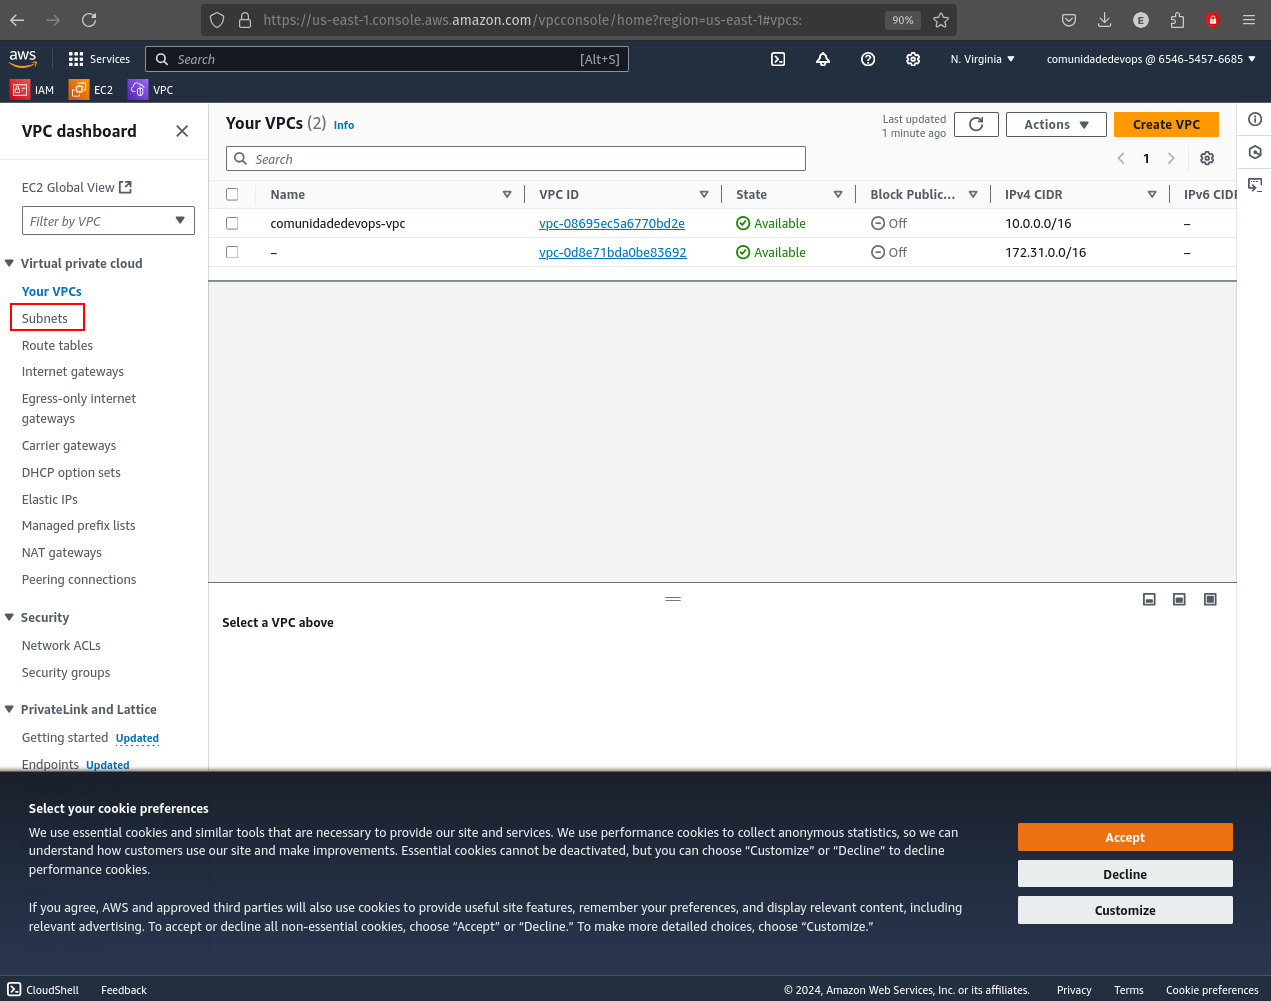 https://us-east-1.console.aws.amazon.com/vpcconsole/home?region=us-east-1#vpcs:
90%
E
aws
Services
Search
[Alt+S]
N. Virginia
comunidadedevops @ 6546-5457-6685
IAM
EC2
VPC
VPC dashboard
EC2 Global View
Filter by VPC
Virtual private cloud
Your VPCs
Subnets
Route tables
Internet gateways
Egress-only internet
gateways
Carrier gateways
DHCP option sets
Elastic IPs
Managed prefix lists
NAT gateways
Peering connections
Security
Network ACLs
Security groups
PrivateLink and Lattice
Getting started Updated
Endpoints Updated
Your VPCs (2) Info
Last updated
1 minute ago
Actions
Create VPC
Search
1
Name VPC ID State Block Public... IPv4 CIDR IPv6 CIDR
comunidadedevops-vpc vpc-08695ec5a6770bd2e Available Off 10.0.0.0/16 –
– vpc-0d8e71bda0be83692 Available Off 172.31.0.0/16 –
Select a VPC above
Select your cookie preferences
We use essential cookies and similar tools that are necessary to provide our site and services. We use performance cookies to collect anonymous statistics, so we can
understand how customers use our site and make improvements. Essential cookies cannot be deactivated, but you can choose “Customize” or “Decline” to decline
performance cookies.
If you agree, AWS and approved third parties will also use cookies to provide useful site features, remember your preferences, and display relevant content, including
relevant advertising. To accept or decline all non-essential cookies, choose “Accept” or “Decline.” To make more detailed choices, choose “Customize.”
Accept
Decline
Customize
CloudShell
Feedback
© 2024, Amazon Web Services, Inc. or its affiliates.
Privacy
Terms
Cookie preferences